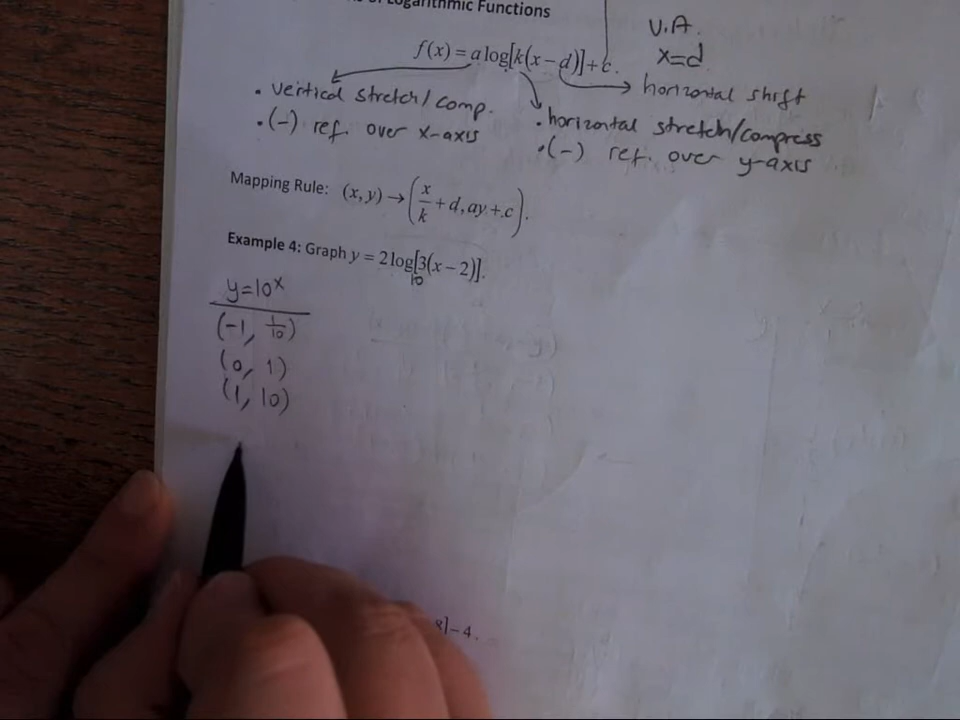 Logarithmic Functions
V.A.
x=d
f(x) = a log[k(x−d)]+c.
• vertical stretch/comp.
• (−) ref. over x-axis
horizontal shift
• horizontal stretch/compress
• (−) ref. over y-axis
Mapping Rule: (x, y) → (x/k + d, ay + c).
Example 4: Graph y = 2log[3(x−2)].
10
y=10^x
(-1, 1/10)
(0, 1)
(1, 10)
8]−4.